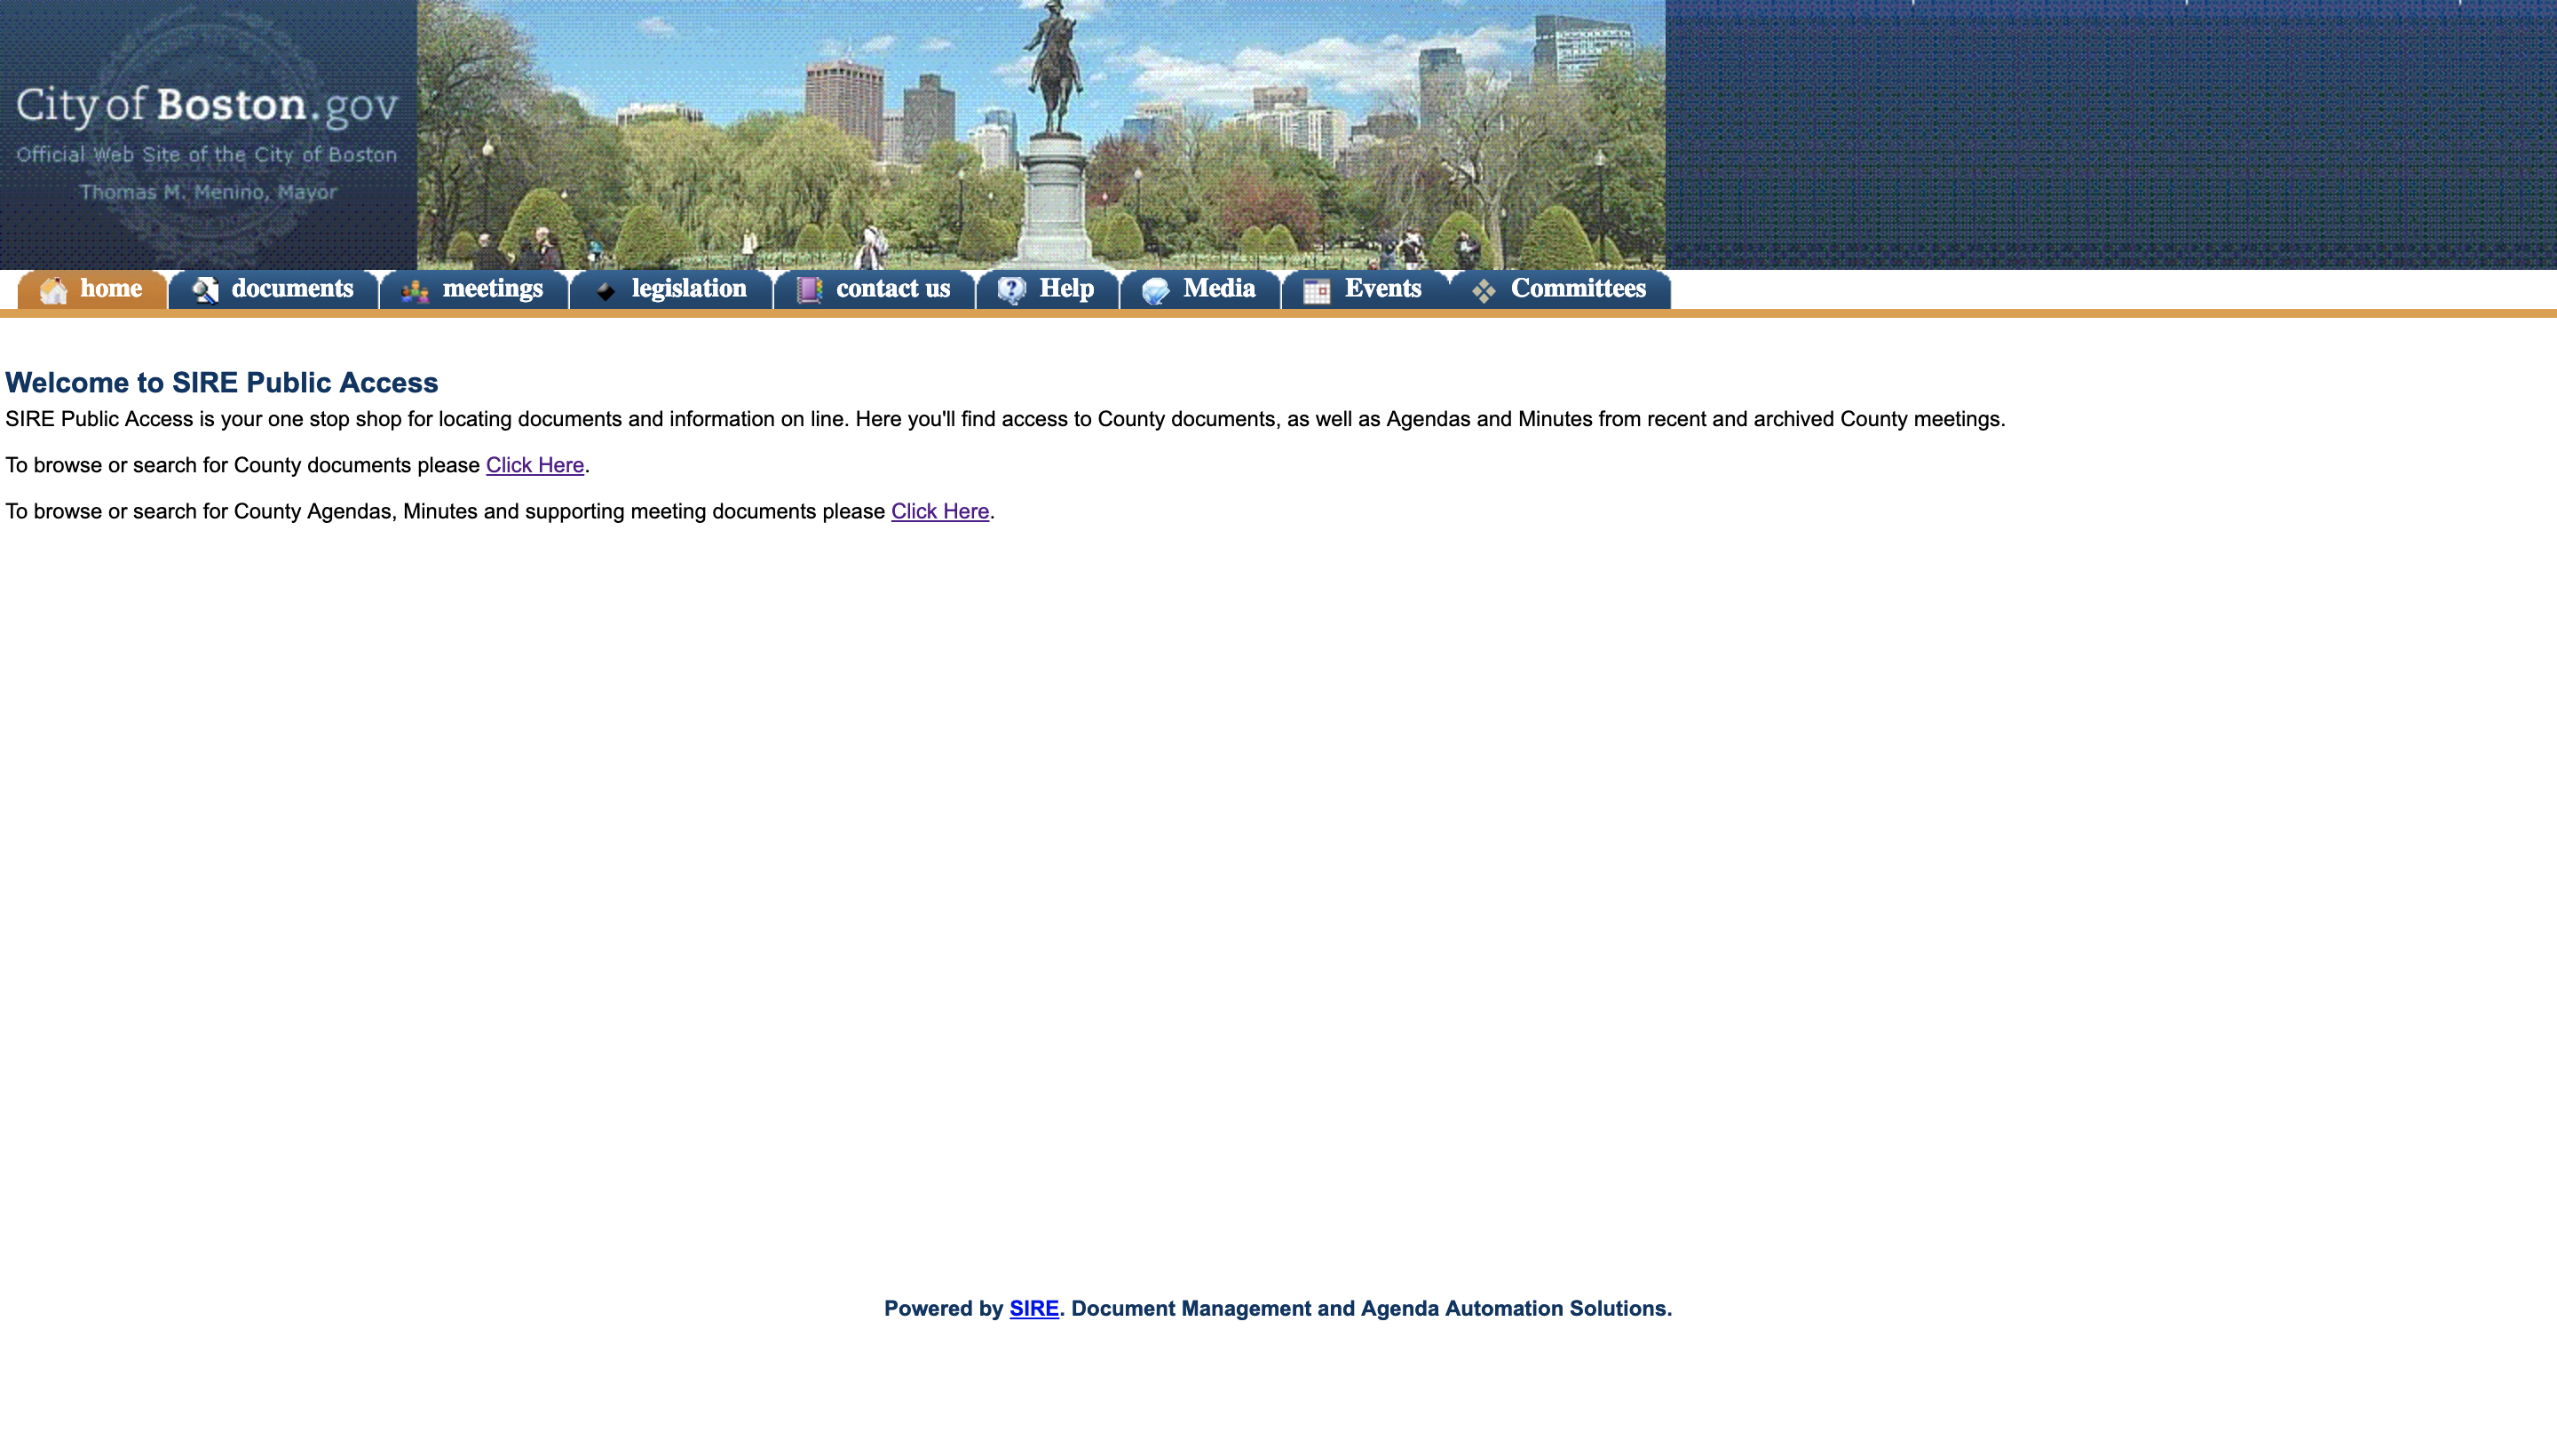 City of Boston.gov
Official Web Site of the City of Boston
Thomas M. Menino, Mayor
home documents meetings legislation contact us Help Media Events Committees
Welcome to SIRE Public Access
SIRE Public Access is your one stop shop for locating documents and information on line. Here you'll find access to County documents, as well as Agendas and Minutes from recent and archived County meetings.
To browse or search for County documents please Click Here.
To browse or search for County Agendas, Minutes and supporting meeting documents please Click Here.
Powered by SIRE. Document Management and Agenda Automation Solutions.